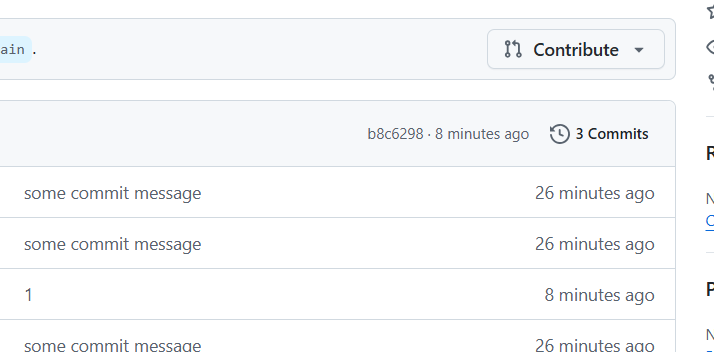 ain .
Contribute
b8c6298 · 8 minutes ago 3 Commits
some commit message 26 minutes ago
some commit message 26 minutes ago
1 8 minutes ago
some commit message 26 minutes ago